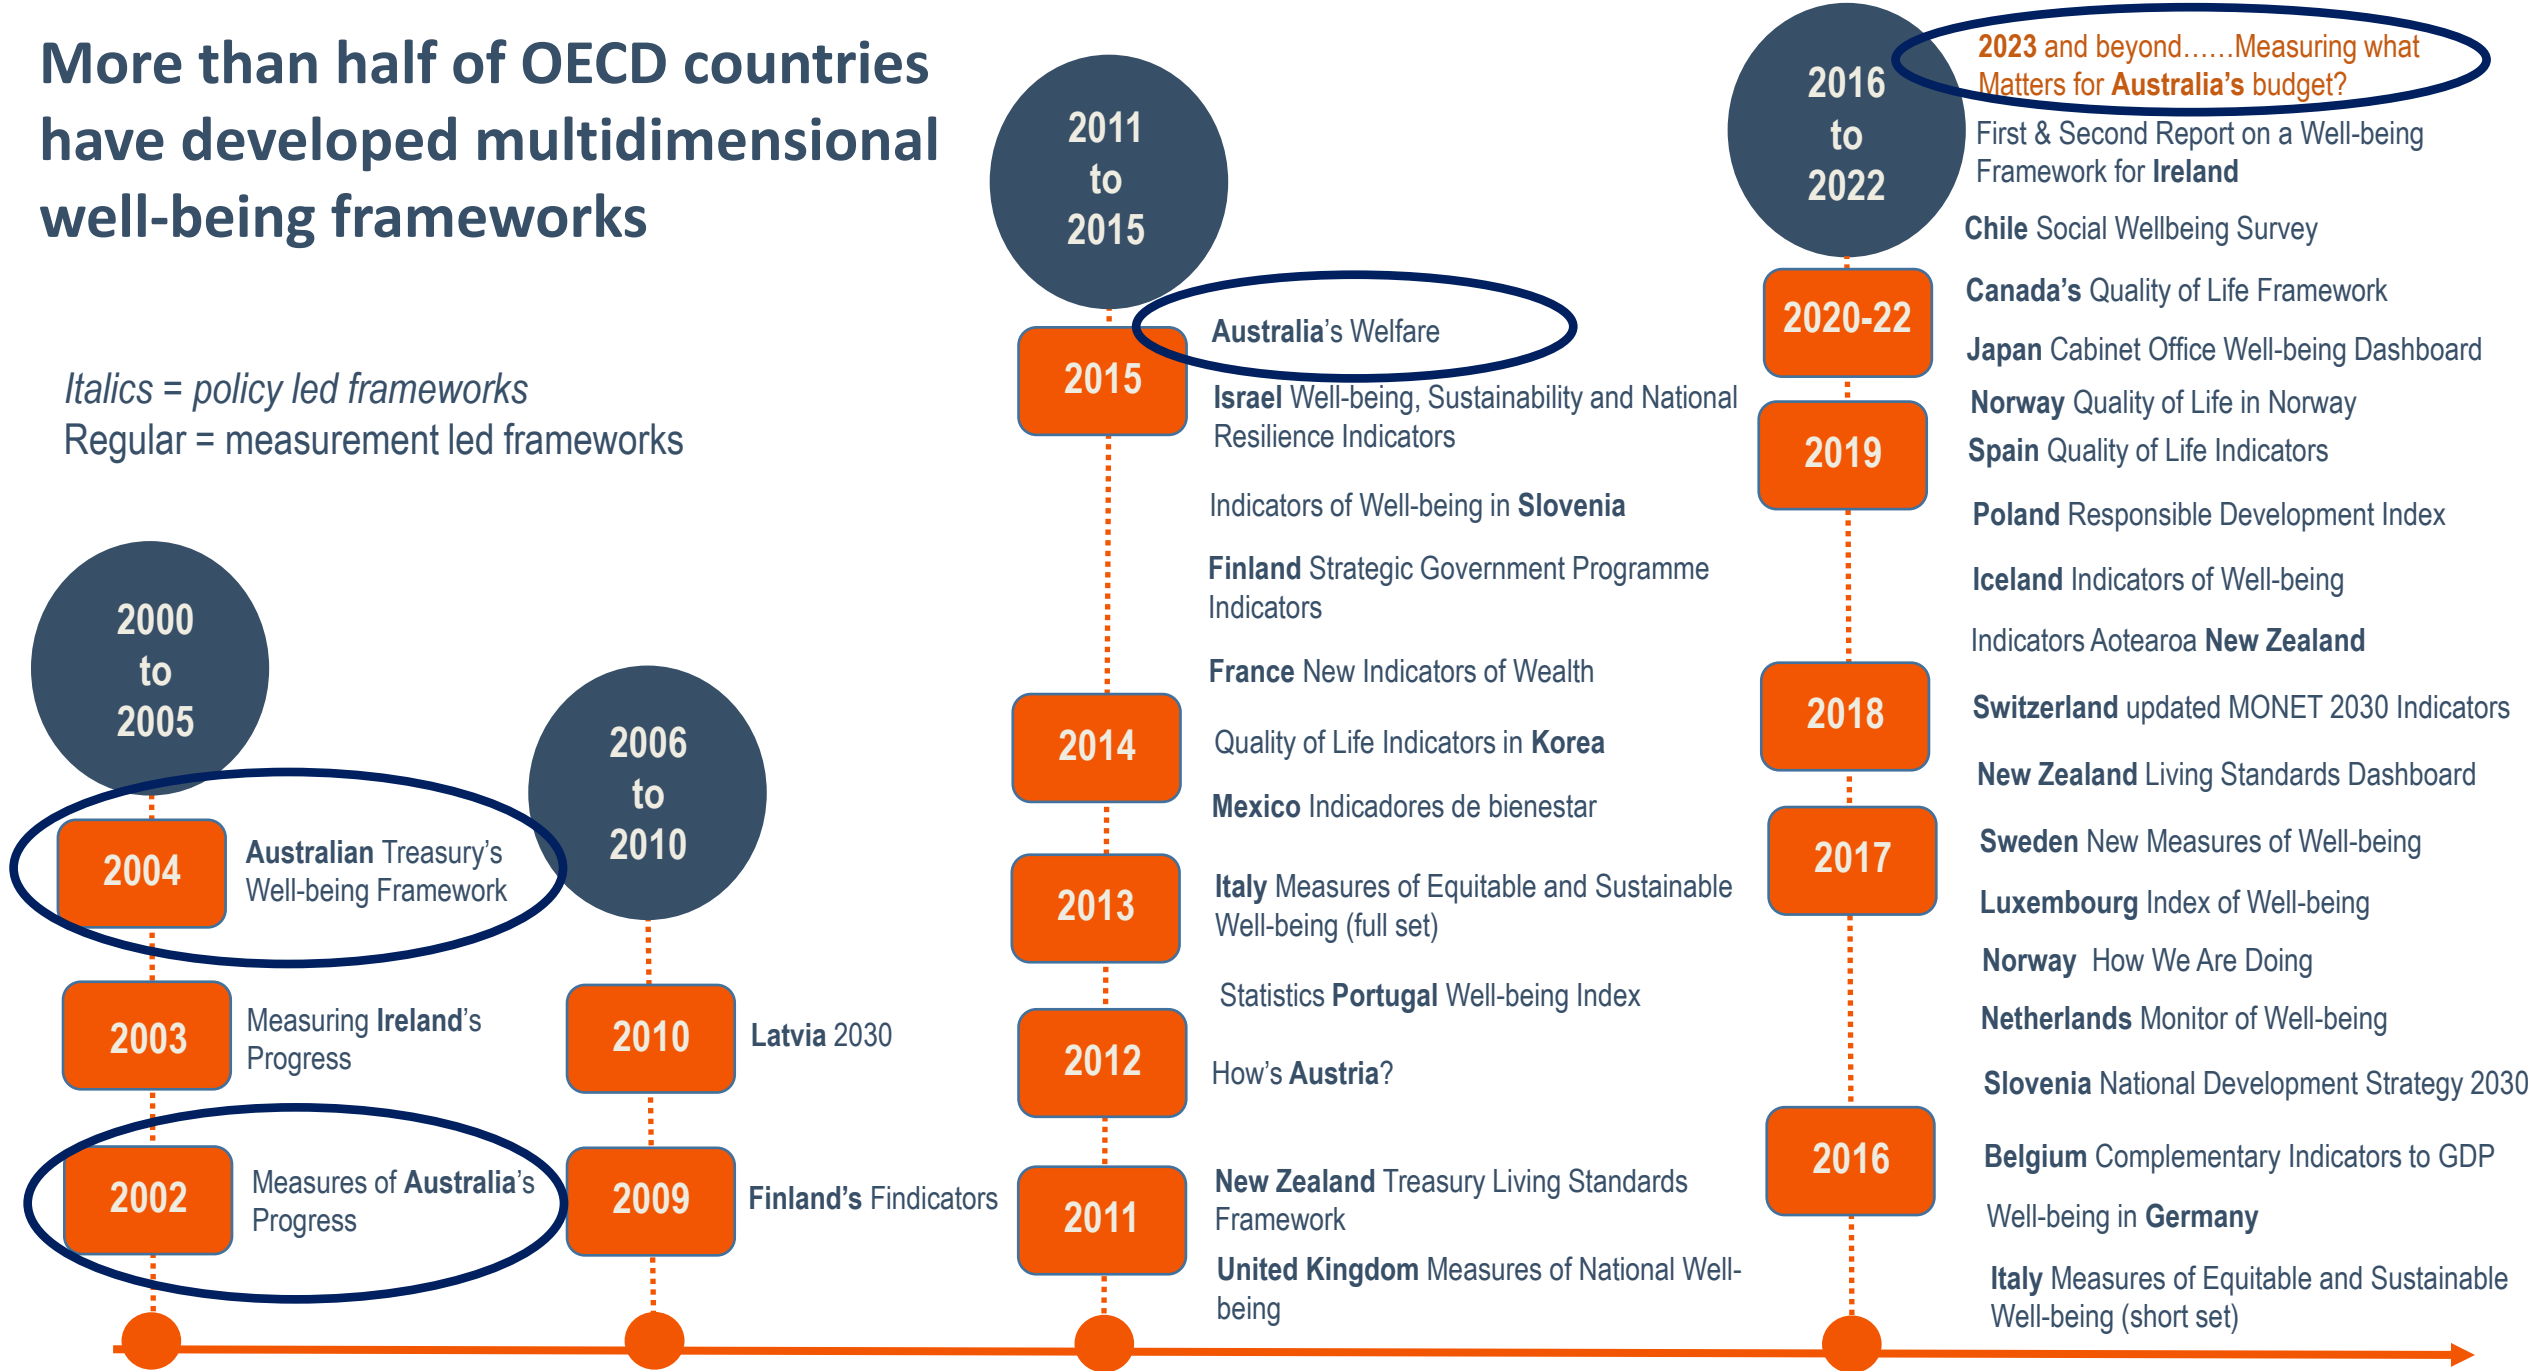 More than half of OECD countries
have developed multidimensional
well-being frameworks
Italics = policy led frameworks
Regular = measurement led frameworks
2000
to
2005
2004
Australian Treasury's
Well-being Framework
2003
Measuring Ireland's
Progress
2002
Measures of Australia's
Progress
2006
to
2010
2010
Latvia 2030
2009
Finland's Findicators
2011
to
2015
2015
Australia's Welfare
Israel Well-being, Sustainability and National
Resilience Indicators
Indicators of Well-being in Slovenia
Finland Strategic Government Programme
Indicators
France New Indicators of Wealth
2014
Quality of Life Indicators in Korea
Mexico Indicadores de bienestar
2013
Italy Measures of Equitable and Sustainable
Well-being (full set)
Statistics Portugal Well-being Index
2012
How's Austria?
2011
New Zealand Treasury Living Standards
Framework
United Kingdom Measures of National Well-
being
2016
to
2022
2023 and beyond......Measuring what
Matters for Australia's budget?
First & Second Report on a Well-being
Framework for Ireland
Chile Social Wellbeing Survey
2020-22
Canada's Quality of Life Framework
Japan Cabinet Office Well-being Dashboard
Norway Quality of Life in Norway
2019
Spain Quality of Life Indicators
Poland Responsible Development Index
Iceland Indicators of Well-being
Indicators Aotearoa New Zealand
2018
Switzerland updated MONET 2030 Indicators
New Zealand Living Standards Dashboard
2017
Sweden New Measures of Well-being
Luxembourg Index of Well-being
Norway How We Are Doing
Netherlands Monitor of Well-being
Slovenia National Development Strategy 2030
2016
Belgium Complementary Indicators to GDP
Well-being in Germany
Italy Measures of Equitable and Sustainable
Well-being (short set)